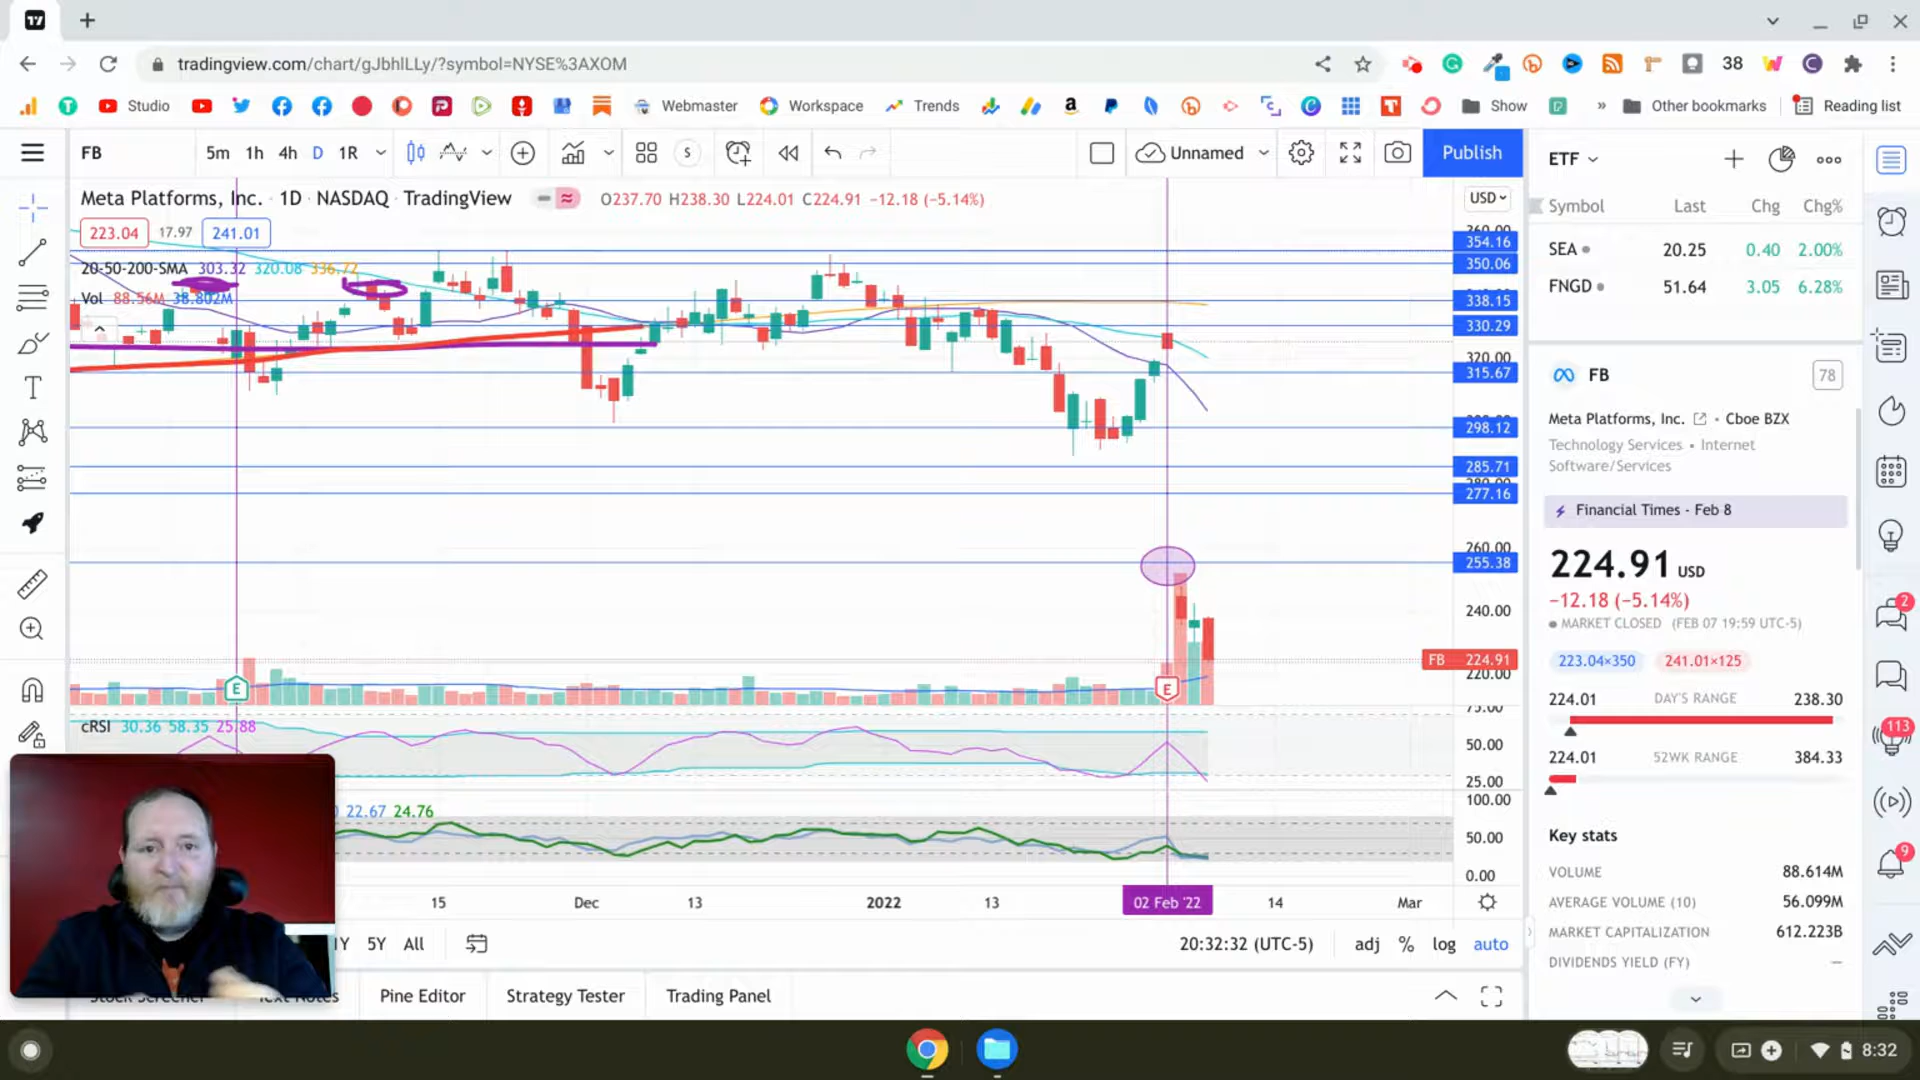 tradingview.com/chart/gJbhlLLy/?symbol=NYSE%3AXOM
38
Studio
Webmaster
Workspace
Trends
Show
»
Other bookmarks
Reading list
FB
5m 1h 4h D 1R
S
Unnamed
Publish
Meta Platforms, Inc. · 1D · NASDAQ · TradingView
O237.70 H238.30 L224.01 C224.91 −12.18 (−5.14%)
USD
223.04 17.97 241.01
20-50-200-SMA 303.32 320.08 336.72
Vol 88.56M 38.802M
354.16
350.06
338.15
330.29
320.00
315.67
298.12
285.71
277.16
260.00
255.38
240.00
FB 224.91
220.00
E
E
cRSI 30.36 58.35 25.88
75.00
50.00
25.00
22.67 24.76
100.00
50.00
0.00
15 Dec 13 2022 13 02 Feb '22 14 Mar
1Y 5Y All
20:32:32 (UTC-5)
adj % log auto
Stock Screener
Text Notes
Pine Editor
Strategy Tester
Trading Panel
ETF
Symbol Last Chg Chg%
SEA 20.25 0.40 2.00%
FNGD 51.64 3.05 6.28%
FB
78
Meta Platforms, Inc. • Cboe BZX
Technology Services • Internet
Software/Services
Financial Times - Feb 8
224.91 USD
−12.18 (−5.14%)
MARKET CLOSED (FEB 07 19:59 UTC-5)
223.04×350 241.01×125
224.01 DAY'S RANGE 238.30
224.01 52WK RANGE 384.33
Key stats
VOLUME 88.614M
AVERAGE VOLUME (10) 56.099M
MARKET CAPITALIZATION 612.223B
DIVIDENDS YIELD (FY) —
2
113
9
8:32